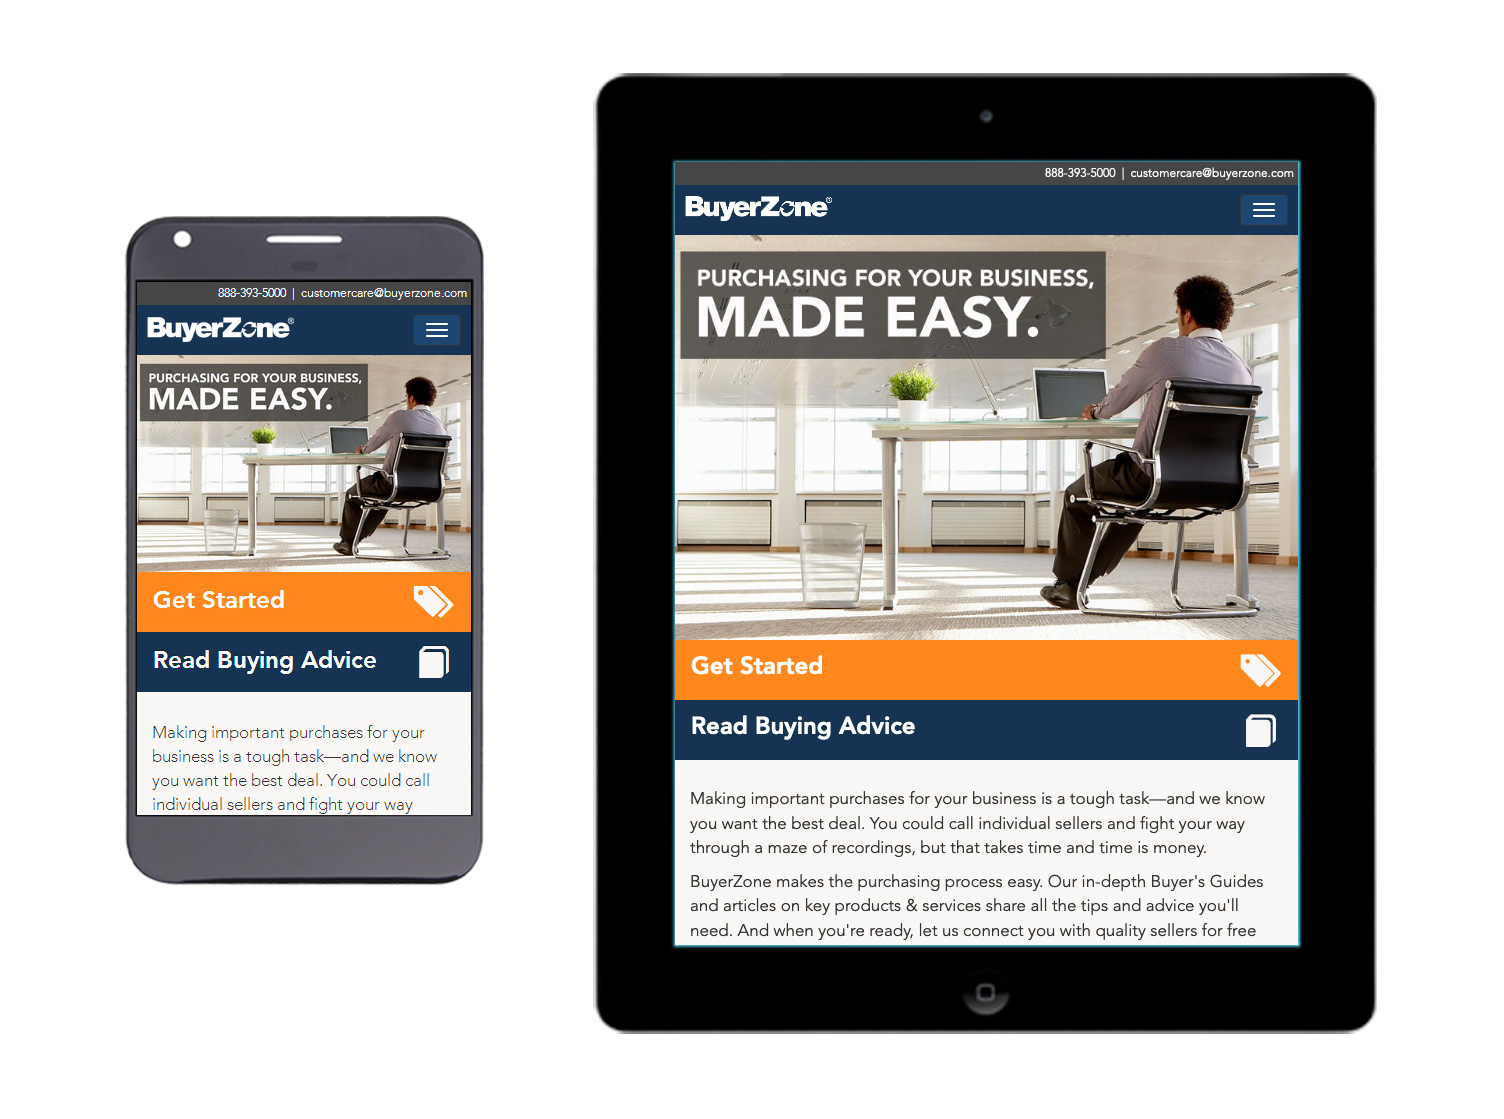 888-393-5000 | customercare@buyerzone.com
BuyerZone®
PURCHASING FOR YOUR BUSINESS,
MADE EASY.
Get Started
Read Buying Advice
Making important purchases for your
business is a tough task—and we know
you want the best deal. You could call
individual sellers and fight your way
888-393-5000 | customercare@buyerzone.com
BuyerZone®
PURCHASING FOR YOUR BUSINESS,
MADE EASY.
Get Started
Read Buying Advice
Making important purchases for your business is a tough task—and we know
you want the best deal. You could call individual sellers and fight your way
through a maze of recordings, but that takes time and time is money.
BuyerZone makes the purchasing process easy. Our in-depth Buyer's Guides
and articles on key products & services share all the tips and advice you'll
need. And when you're ready, let us connect you with quality sellers for free